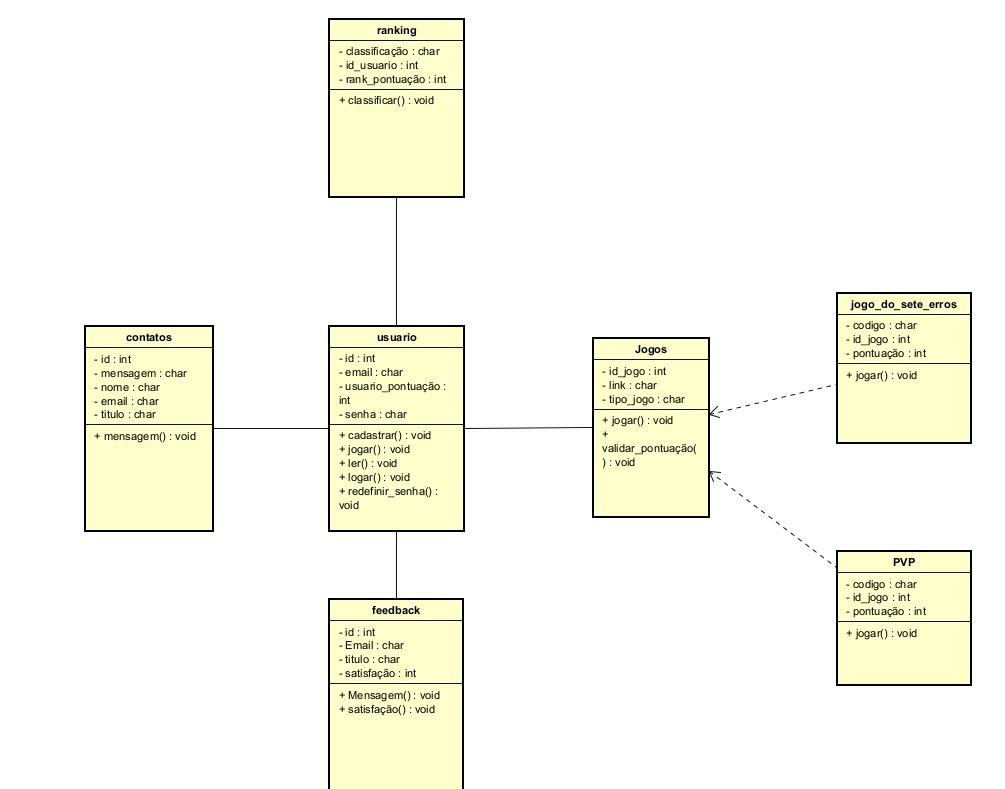 ranking
- classificação : char
- id_usuario : int
- rank_pontuação : int
+ classificar() : void
contatos
- id : int
- mensagem : char
- nome : char
- email : char
- titulo : char
+ mensagem() : void
usuario
- id : int
- email : char
- usuario_pontuação :
int
- senha : char
+ cadastrar() : void
+ jogar() : void
+ ler() : void
+ logar() : void
+ redefinir_senha() :
void
Jogos
- id_jogo : int
- link : char
- tipo_jogo : char
+ jogar() : void
+
validar_pontuação(
) : void
jogo_do_sete_erros
- codigo : char
- id_jogo : int
- pontuação : int
+ jogar() : void
PVP
- codigo : char
- id_jogo : int
- pontuação : int
+ jogar() : void
feedback
- id : int
- Email : char
- titulo : char
- satisfação : int
+ Mensagem() : void
+ satisfação() : void